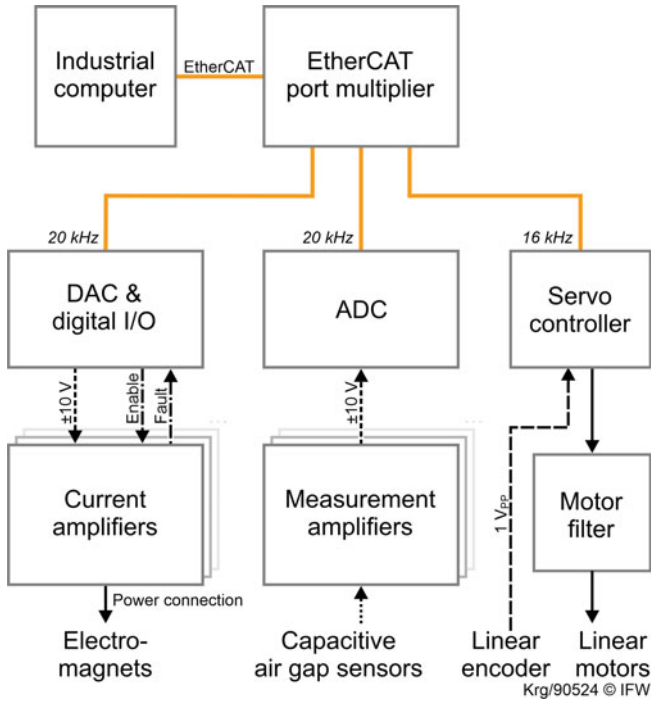 Industrial
computer
EtherCAT
EtherCAT
port multiplier
20 kHz
20 kHz
16 kHz
DAC &
digital I/O
ADC
Servo
controller
±10 V
Enable
Fault
±10 V
1 VPP
...
...
Current
amplifiers
Measurement
amplifiers
Motor
filter
Power connection
Electro-
magnets
Capacitive
air gap sensors
Linear
encoder
Linear
motors
Krg/90524 © IFW